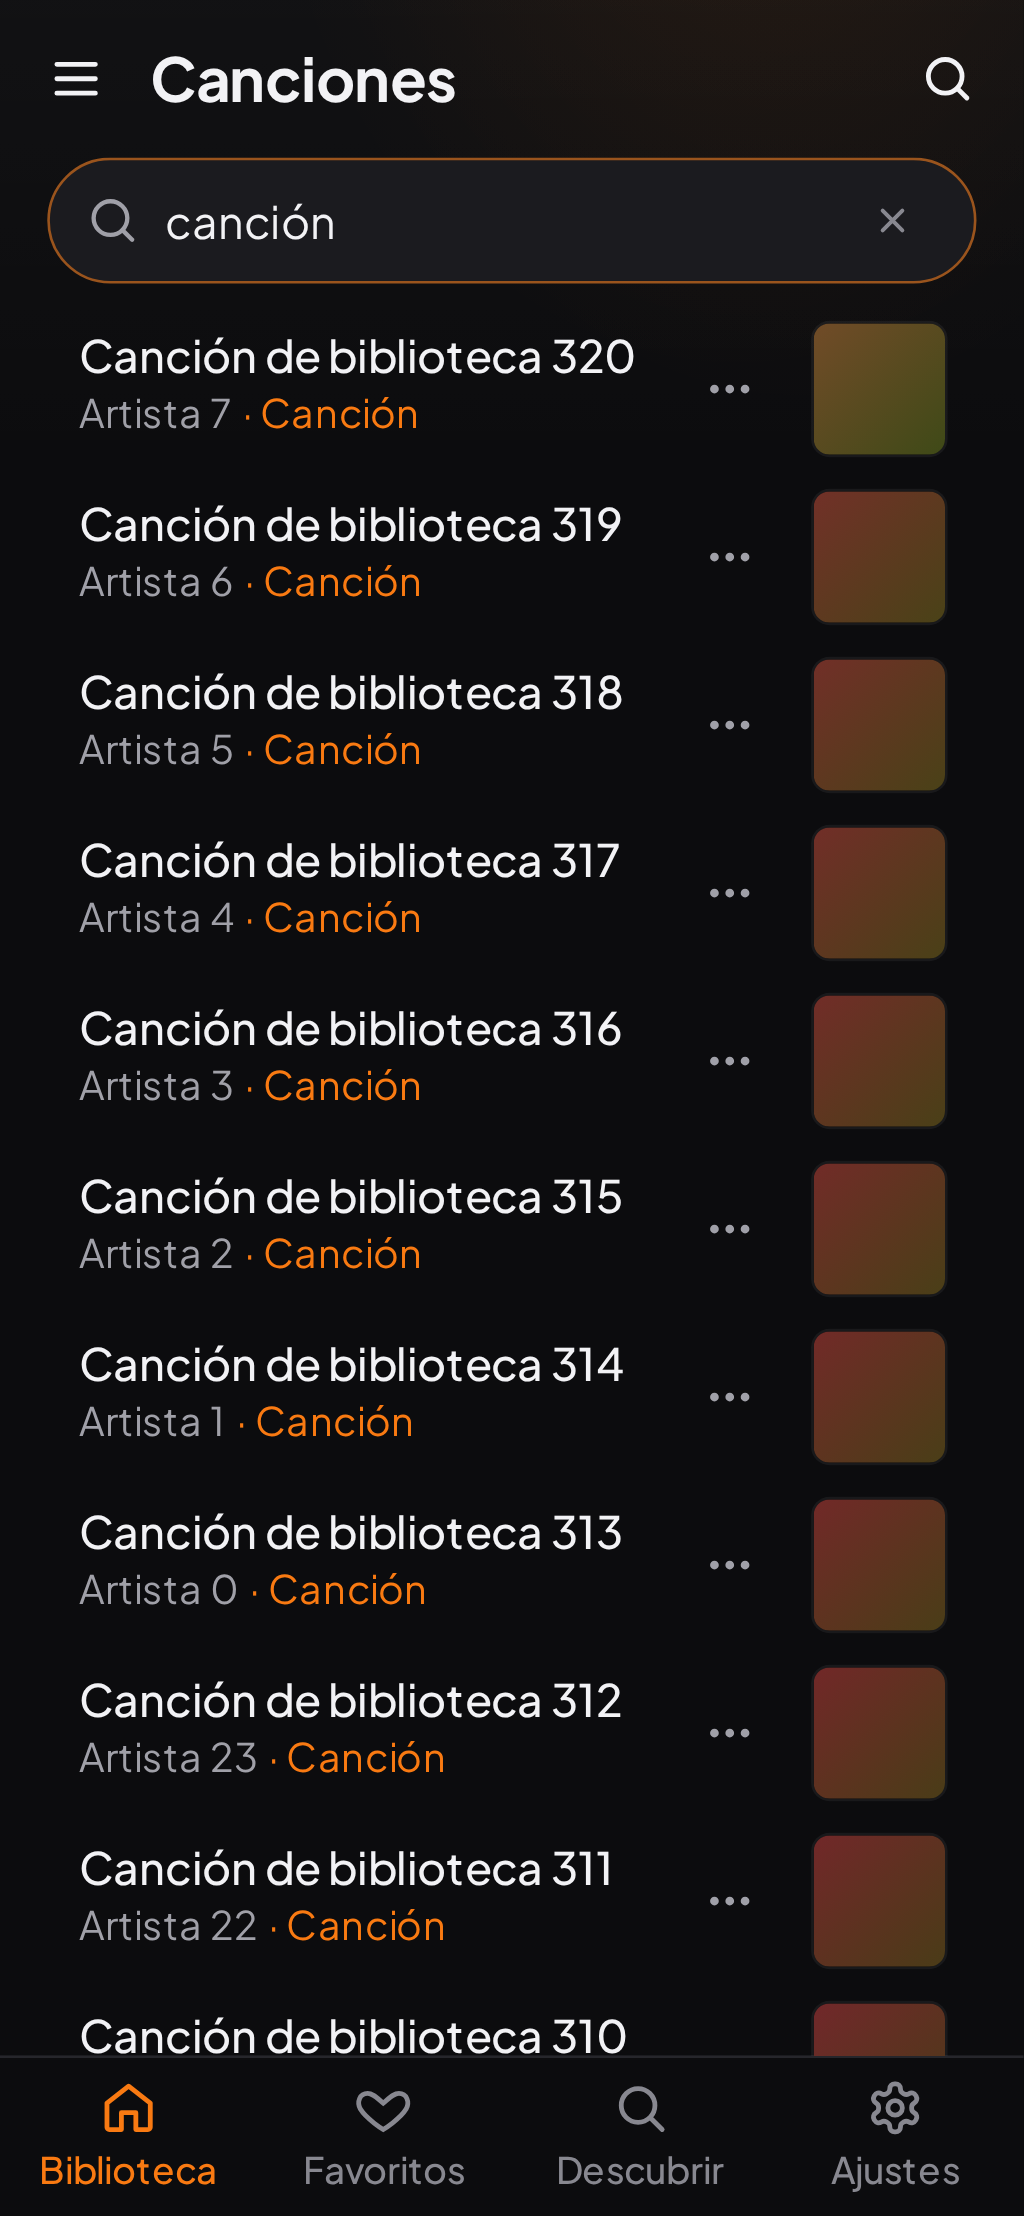 Canciones
canción
Canción de biblioteca 320
Artista 7 · Canción
Canción de biblioteca 319
Artista 6 · Canción
Canción de biblioteca 318
Artista 5 · Canción
Canción de biblioteca 317
Artista 4 · Canción
Canción de biblioteca 316
Artista 3 · Canción
Canción de biblioteca 315
Artista 2 · Canción
Canción de biblioteca 314
Artista 1 · Canción
Canción de biblioteca 313
Artista 0 · Canción
Canción de biblioteca 312
Artista 23 · Canción
Canción de biblioteca 311
Artista 22 · Canción
Canción de biblioteca 310
Biblioteca Favoritos Descubrir Ajustes